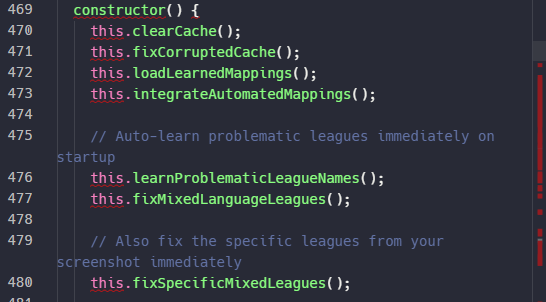 469 constructor() {
470 this.clearCache();
471 this.fixCorruptedCache();
472 this.loadLearnedMappings();
473 this.integrateAutomatedMappings();
474
475 // Auto-learn problematic leagues immediately on
startup
476 this.learnProblematicLeagueNames();
477 this.fixMixedLanguageLeagues();
478
479 // Also fix the specific leagues from your
screenshot immediately
480 this.fixSpecificMixedLeagues();